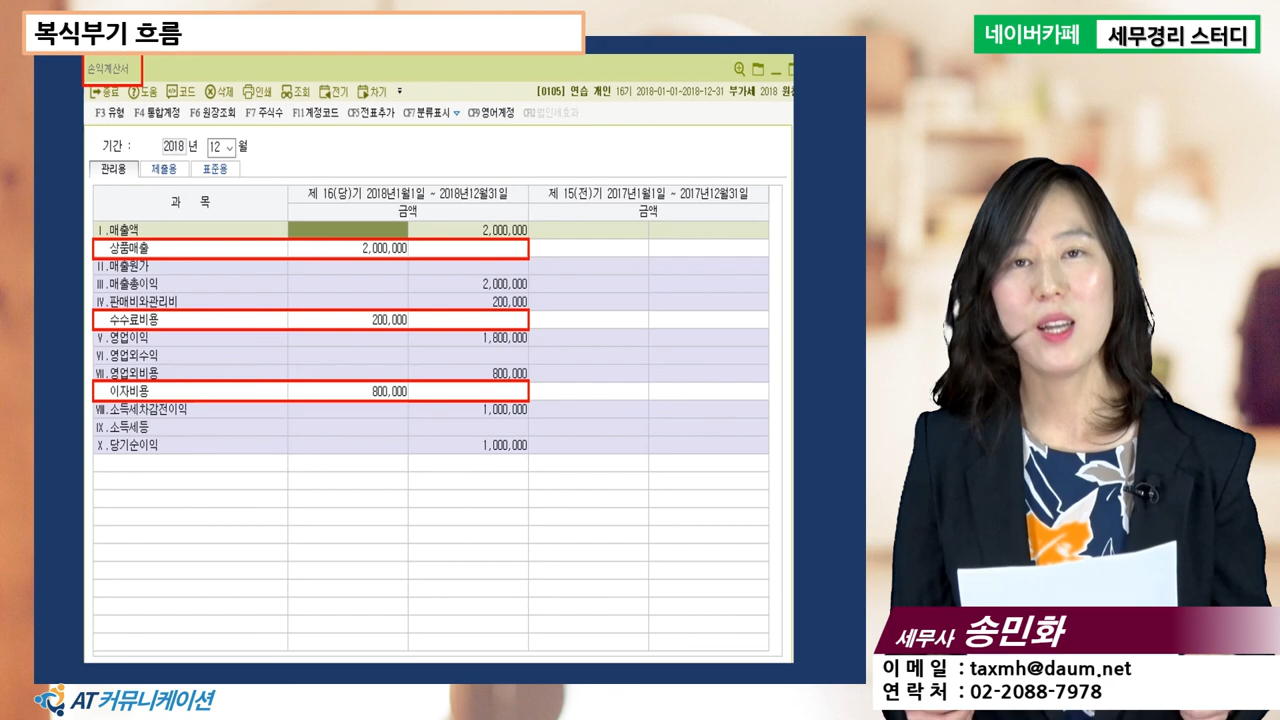 복식부기 흐름
네이버카페 세무경리 스터디
손익계산서
종료 도움 코드 삭제 인쇄 조회 전기 차기
[0105] 연습 개인 16기 2018-01-01~2018-12-31 부가세 2018
F3 유형 F4 통합계정 F6 원장조회 F7 주식수 F11계정코드 CF5전표추가 CF7분류표시 CF9영어계정 법인세효과
기간 : 2018 년 12 월
관리용 제출용 표준용
과 목 제 16(당)기 2018년1월1일 ~ 2018년12월31일 제 15(전)기 2017년1월1일 ~ 2017년12월31일
금액 금액
Ⅰ.매출액 2,000,000
상품매출 2,000,000
Ⅱ.매출원가
Ⅲ.매출총이익 2,000,000
Ⅳ.판매비와관리비 200,000
수수료비용 200,000
Ⅴ.영업이익 1,800,000
Ⅵ.영업외수익
Ⅶ.영업외비용 800,000
이자비용 800,000
Ⅷ.소득세차감전이익 1,000,000
Ⅸ.소득세등
Ⅹ.당기순이익 1,000,000
세무사 송민화
이 메 일 : taxmh@daum.net
연 락 처 : 02-2088-7978
AT커뮤니케이션